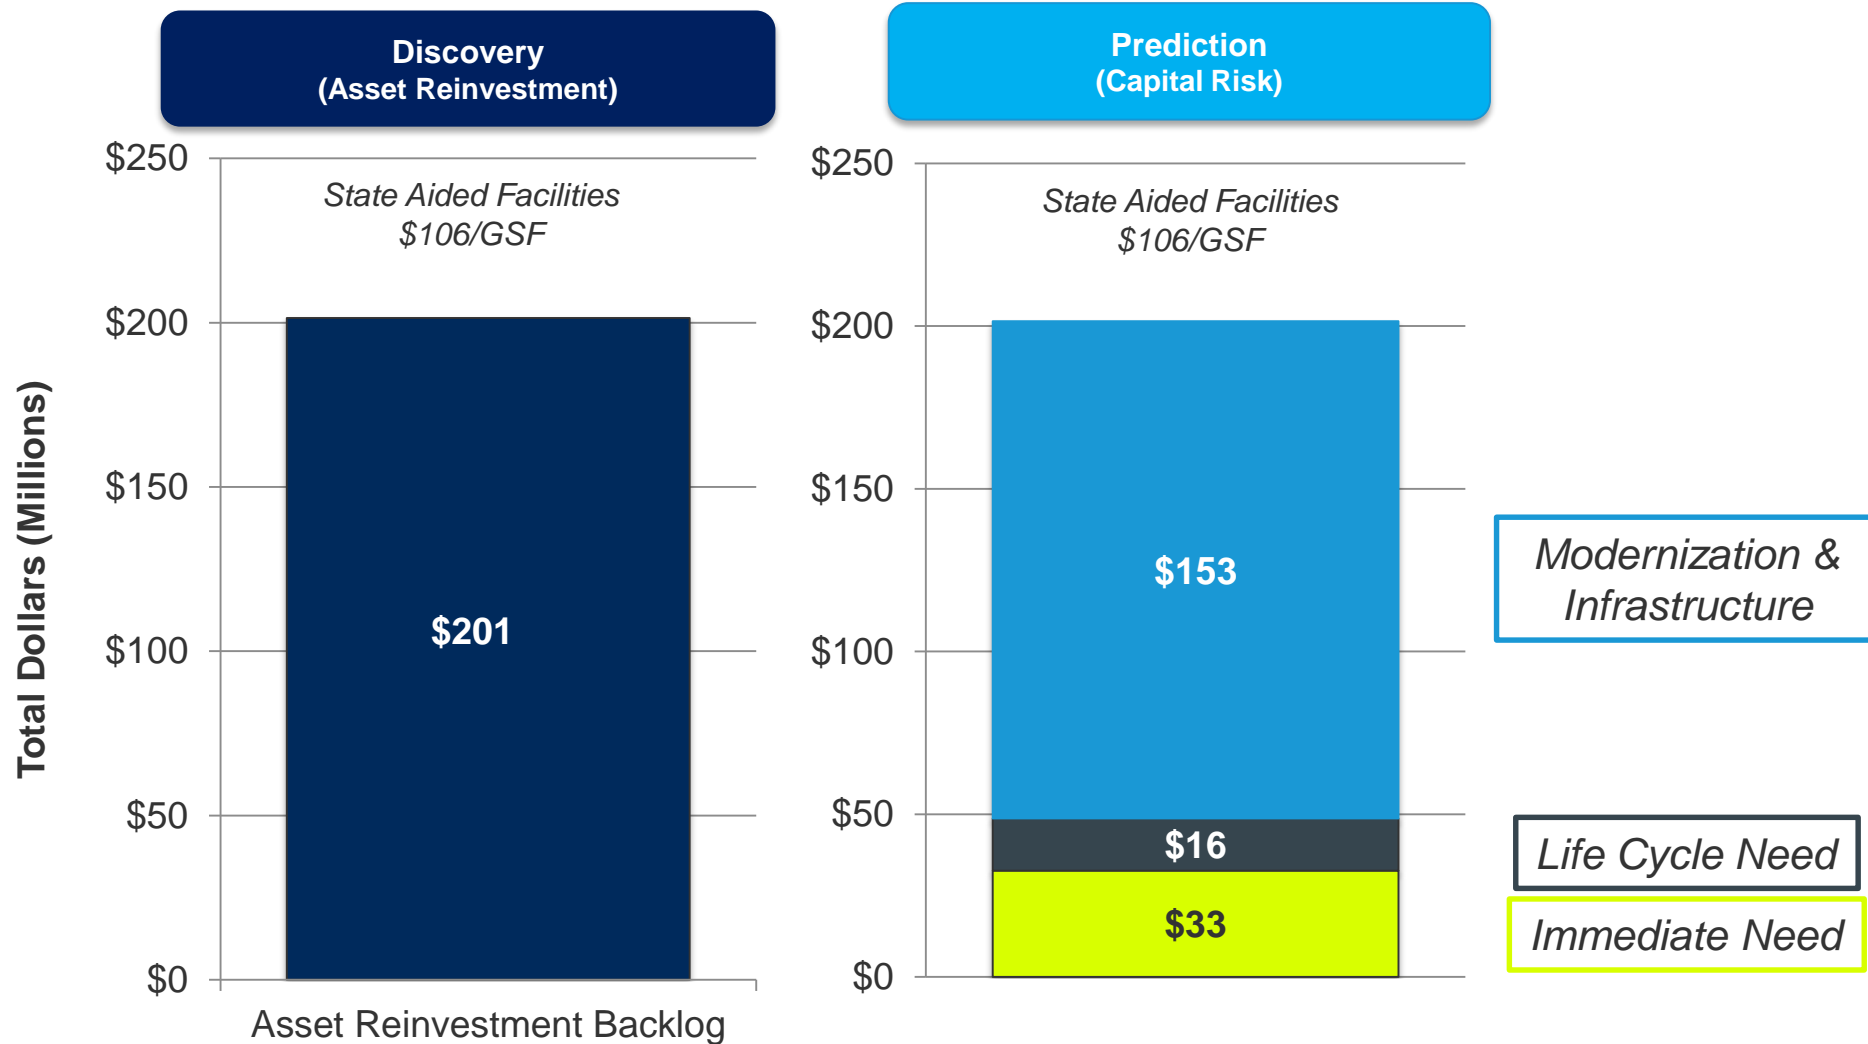 Discovery
(Asset Reinvestment)
Prediction
(Capital Risk)
Total Dollars (Millions)
$250
$200
$150
$100
$50
$0
State Aided Facilities
$106/GSF
$201
Asset Reinvestment Backlog
$250
$200
$150
$100
$50
$0
State Aided Facilities
$106/GSF
$153
$16
$33
Modernization &
Infrastructure
Life Cycle Need
Immediate Need